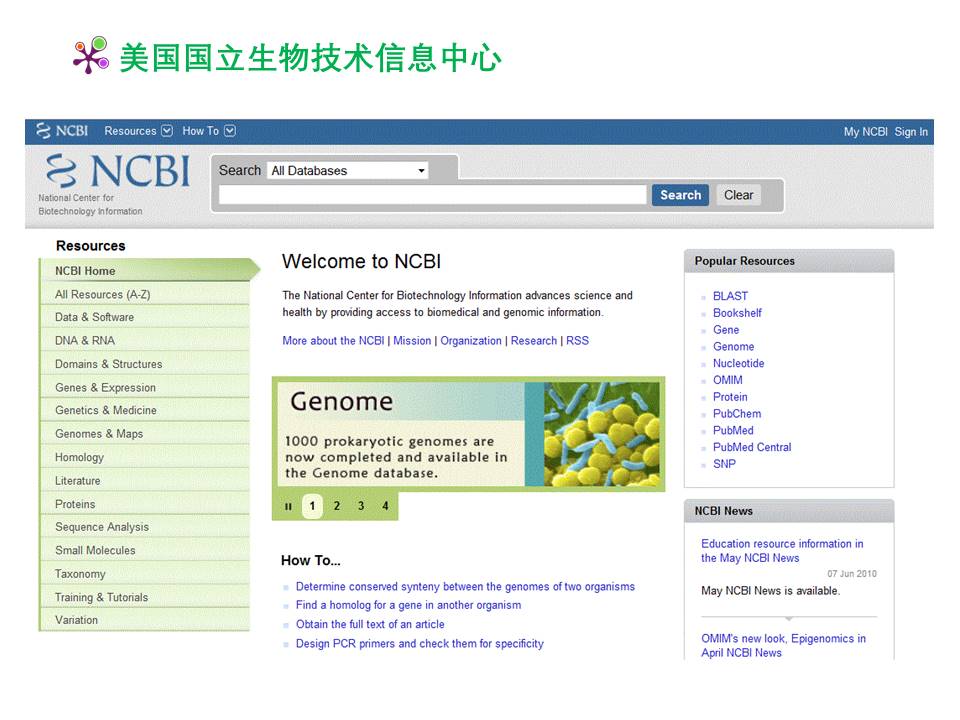 美国国立生物技术信息中心
NCBI Resources How To My NCBI Sign In
NCBI
National Center for
Biotechnology Information
Search All Databases
Search Clear
Resources
NCBI Home
All Resources (A-Z)
Data & Software
DNA & RNA
Domains & Structures
Genes & Expression
Genetics & Medicine
Genomes & Maps
Homology
Literature
Proteins
Sequence Analysis
Small Molecules
Taxonomy
Training & Tutorials
Variation
Welcome to NCBI
The National Center for Biotechnology Information advances science and
health by providing access to biomedical and genomic information.
More about the NCBI | Mission | Organization | Research | RSS
Genome
1000 prokaryotic genomes are
now completed and available in
the Genome database.
1 2 3 4
How To...
Determine conserved synteny between the genomes of two organisms
Find a homolog for a gene in another organism
Obtain the full text of an article
Design PCR primers and check them for specificity
Popular Resources
BLAST
Bookshelf
Gene
Genome
Nucleotide
OMIM
Protein
PubChem
PubMed
PubMed Central
SNP
NCBI News
Education resource information in
the May NCBI News
07 Jun 2010
May NCBI News is available.
OMIM's new look, Epigenomics in
April NCBI News